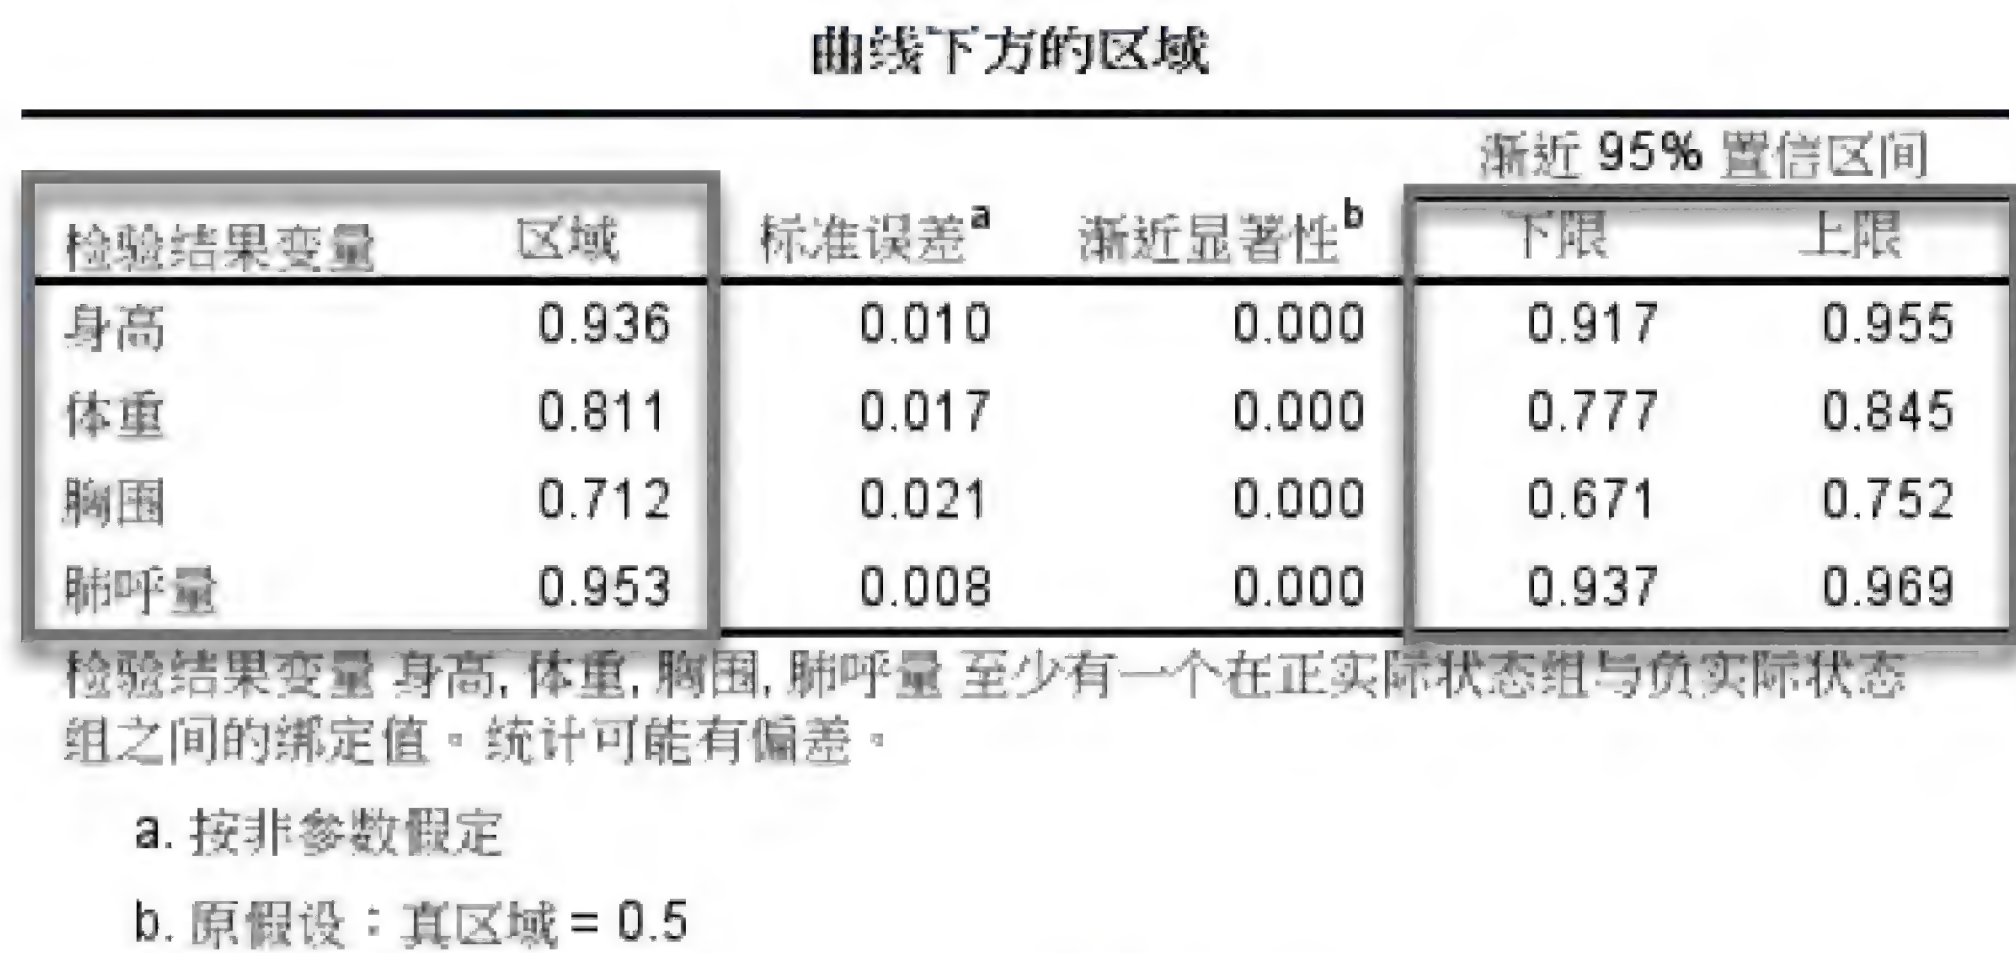 曲线下方的区域
渐近 95% 置信区间
检验结果变量 区域 标准误差a 渐近显著性b 下限 上限
身高 0.936 0.010 0.000 0.917 0.955
体重 0.811 0.017 0.000 0.777 0.845
胸围 0.712 0.021 0.000 0.671 0.752
肺呼量 0.953 0.008 0.000 0.937 0.969
检验结果变量 身高, 体重, 胸围, 肺呼量 至少有一个在正实际状态组与负实际状态
组之间的绑定值。统计可能有偏差。
a. 按非参数假定
b. 原假设：真区域 = 0.5